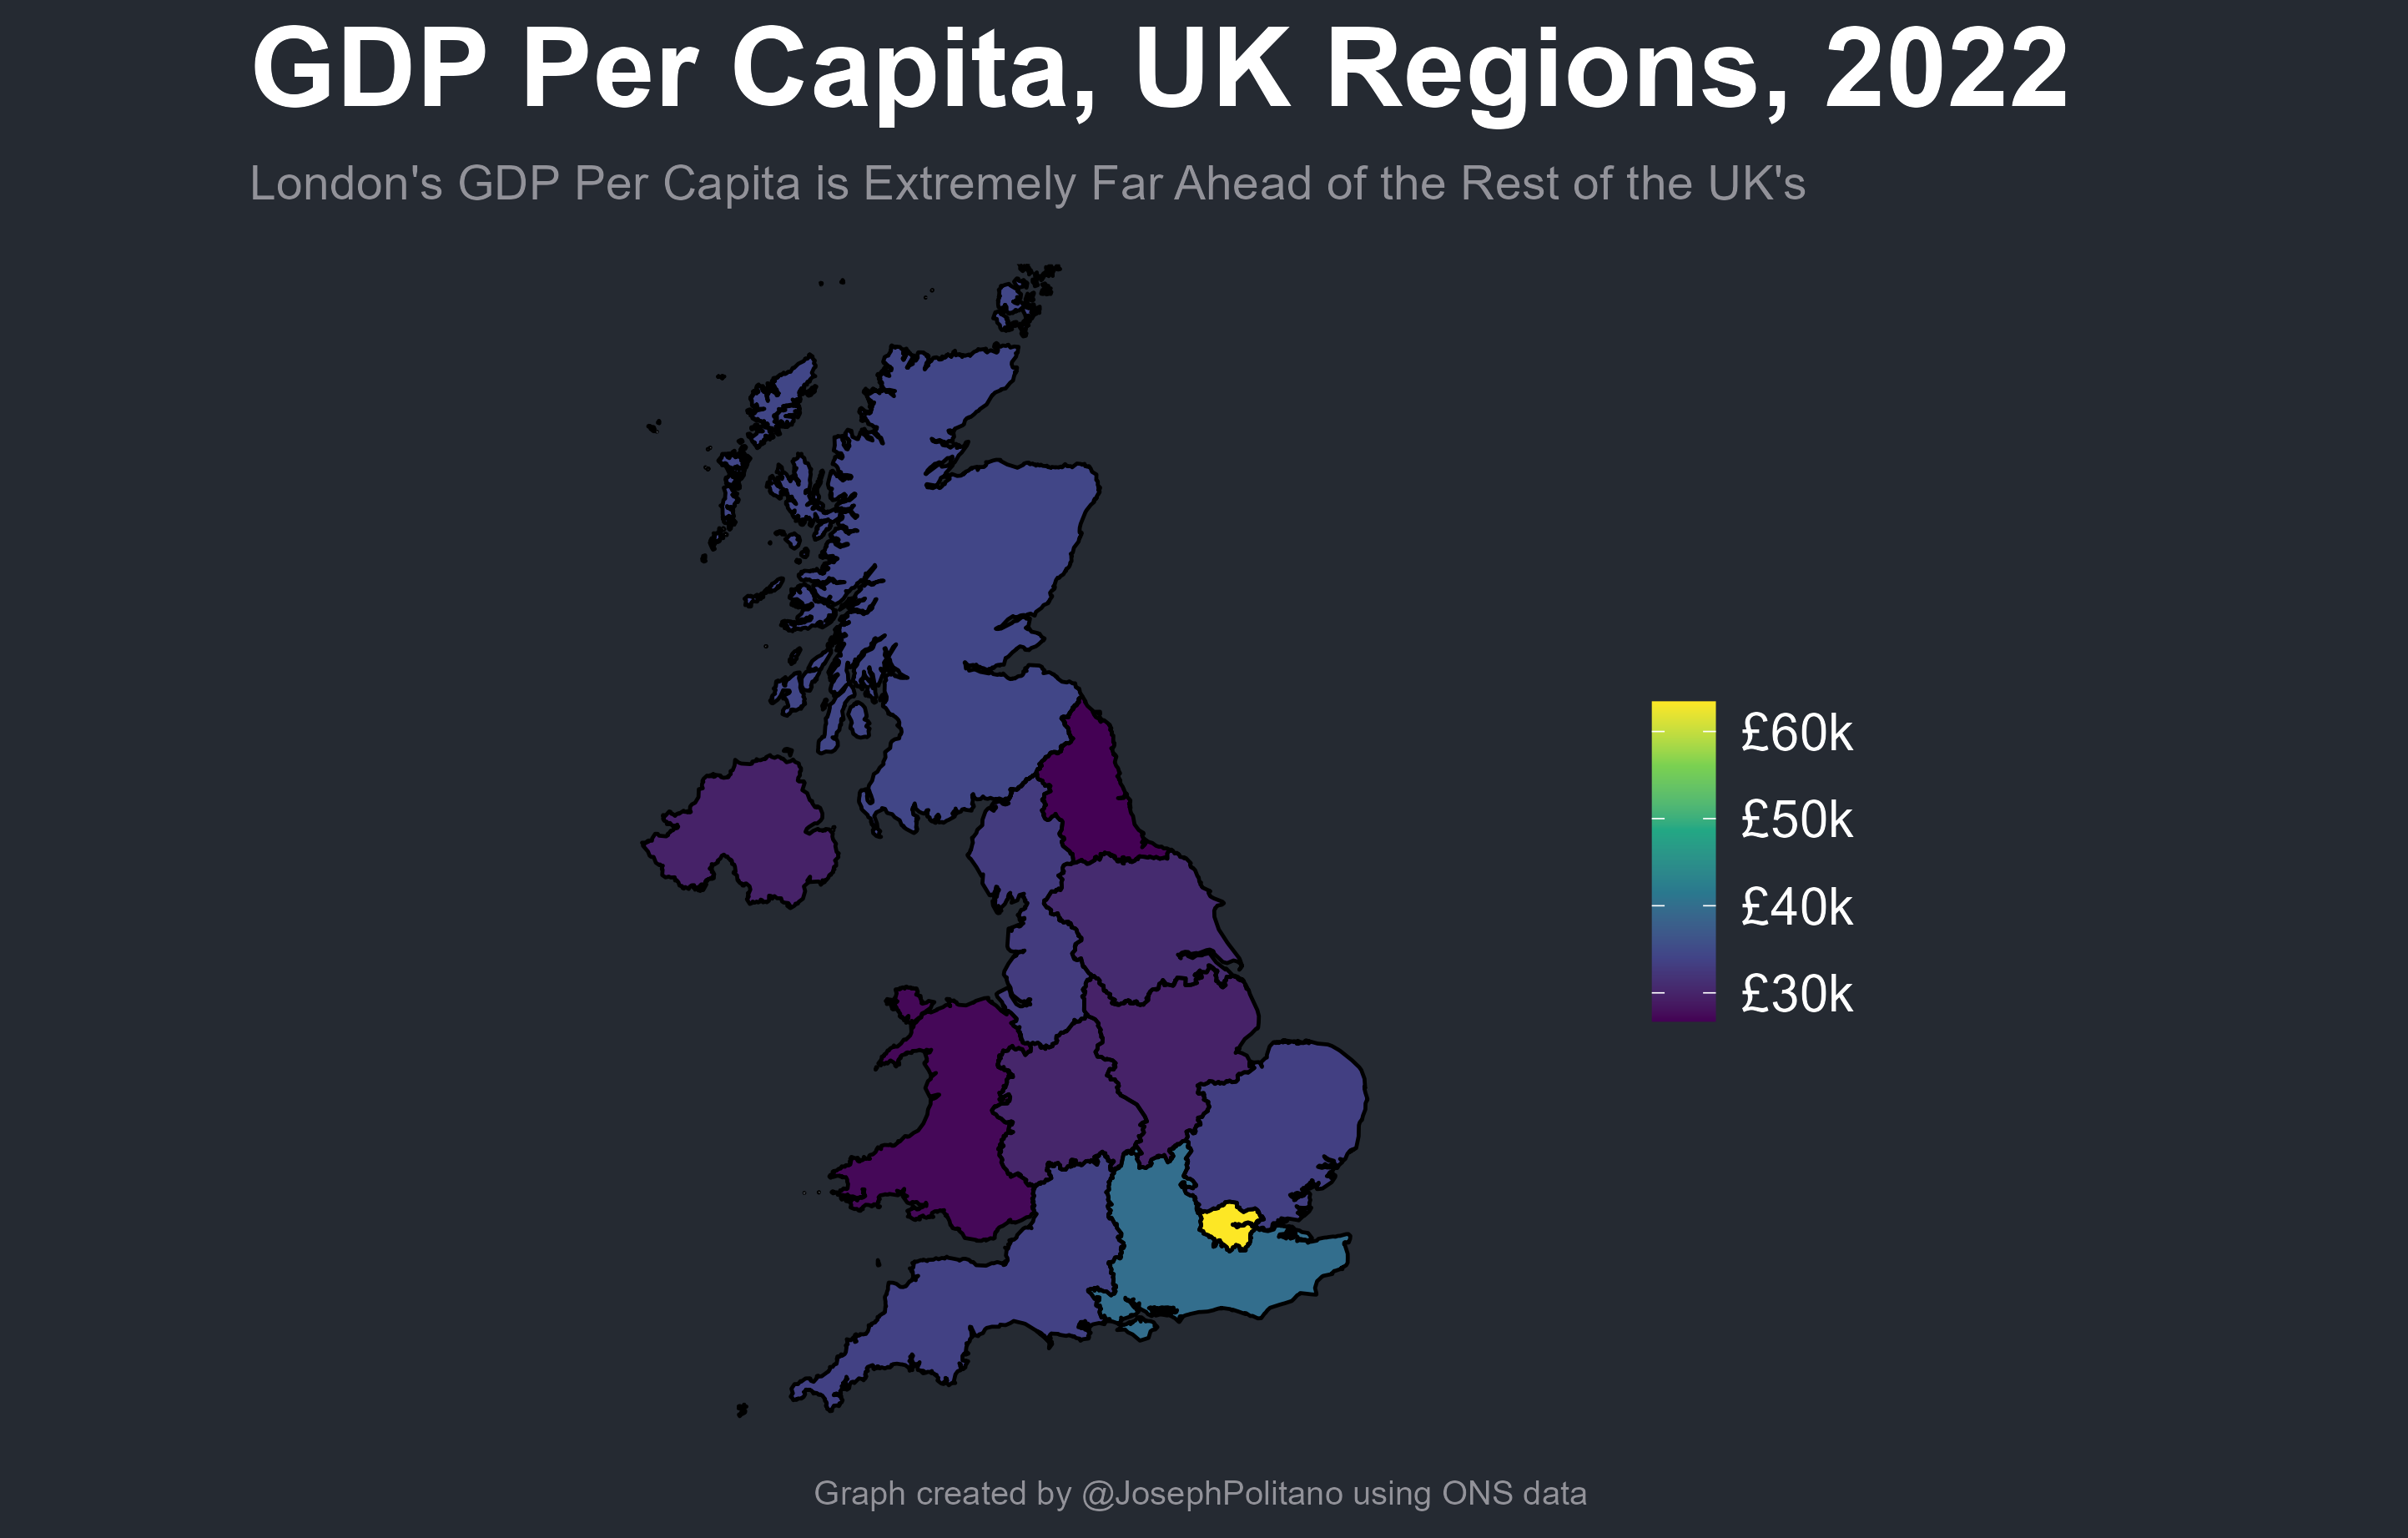 GDP Per Capita, UK Regions, 2022
London's GDP Per Capita is Extremely Far Ahead of the Rest of the UK's
£60k
£50k
£40k
£30k
Graph created by @JosephPolitano using ONS data